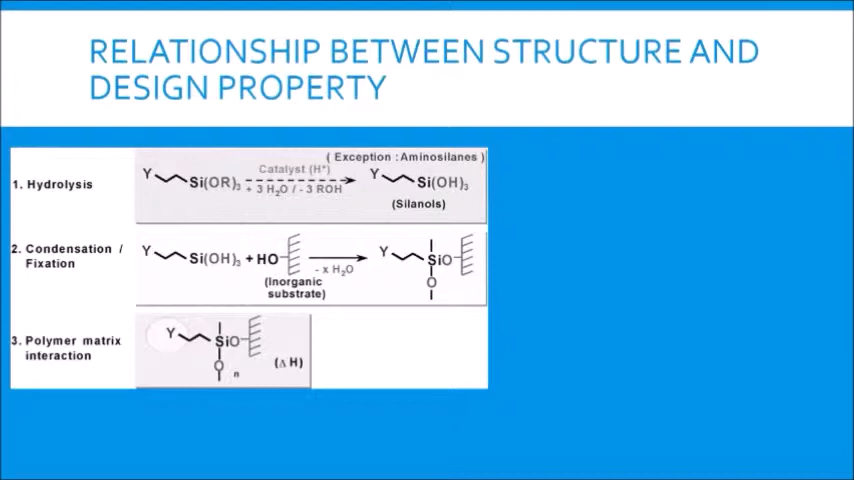 RELATIONSHIP BETWEEN STRUCTURE AND
DESIGN PROPERTY
( Exception : Aminosilanes )
1. Hydrolysis
Y Si(OR)₃
Catalyst (H⁺)
+ 3 H₂O / - 3 ROH
Y Si(OH)₃
(Silanols)
2. Condensation /
Fixation
Y Si(OH)₃ + HO
(Inorganic
substrate)
- x H₂O
Y SiO
O
3. Polymer matrix
interaction
Y SiO
O n
(Δ H)